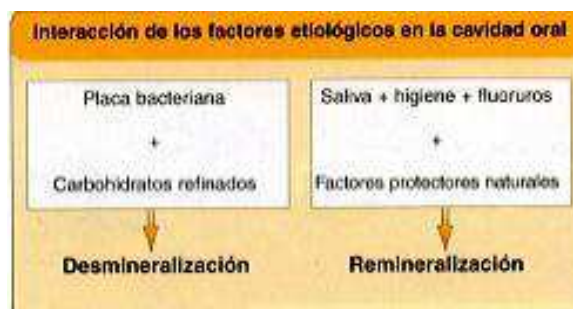 Interacción de los factores etiológicos en la cavidad oral
Placa bacteriana
+
Carbohidratos refinados
Desmineralización
Saliva + higiene + fluoruros
+
Factores protectores naturales
Remineralización